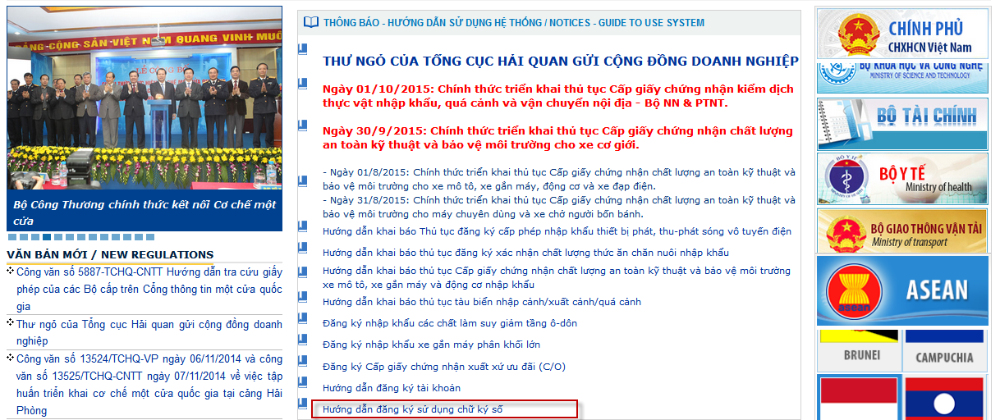 ĐẢNG CỘNG SẢN VIỆT NAM QUANG VINH MUÔ
LỄ CÔNG BỐ
Bộ Công Thương chính thức kết nối Cơ chế một
cửa
VĂN BẢN MỚI / NEW REGULATIONS
Công văn số 5887-TCHQ-CNTT Hướng dẫn tra cứu giấy
phép của các Bộ cấp trên Cổng thông tin một cửa quốc
gia
Thư ngỏ của Tổng cục Hải quan gửi cộng đồng doanh
nghiệp
Công văn số 13524/TCHQ-VP ngày 06/11/2014 và công
văn số 13525/TCHQ-CNTT ngày 07/11/2014 về việc tập
huấn triển khai cơ chế một cửa quốc gia tại cảng Hải
Phòng
THÔNG BÁO - HƯỚNG DẪN SỬ DỤNG HỆ THỐNG / NOTICES - GUIDE TO USE SYSTEM
THƯ NGỎ CỦA TỔNG CỤC HẢI QUAN GỬI CỘNG ĐỒNG DOANH NGHIỆP
Ngày 01/10/2015: Chính thức triển khai thủ tục Cấp giấy chứng nhận kiểm dịch
thực vật nhập khẩu, quá cảnh và vận chuyển nội địa - Bộ NN & PTNT.
Ngày 30/9/2015: Chính thức triển khai thủ tục Cấp giấy chứng nhận chất lượng
an toàn kỹ thuật và bảo vệ môi trường cho xe cơ giới.
- Ngày 01/8/2015: Chính thức triển khai thủ tục Cấp giấy chứng nhận chất lượng an toàn kỹ thuật và
bảo vệ môi trường cho xe mô tô, xe gắn máy, động cơ và xe đạp điện.
- Ngày 31/8/2015: Chính thức triển khai thủ tục Cấp giấy chứng nhận chất lượng an toàn kỹ thuật và
bảo vệ môi trường cho máy chuyên dùng và xe chở người bốn bánh.
Hướng dẫn khai báo Thủ tục đăng ký cấp phép nhập khẩu thiết bị phát, thu-phát sóng vô tuyến điện
Hướng dẫn khai báo thủ tục đăng ký xác nhận chất lượng thức ăn chăn nuôi nhập khẩu
Hướng dẫn khai báo thủ tục Cấp giấy chứng nhận chất lượng an toàn kỹ thuật và bảo vệ môi trường
xe mô tô, xe gắn máy và động cơ nhập khẩu
Hướng dẫn khai báo thủ tục tàu biển nhập cảnh/xuất cảnh/quá cảnh
Đăng ký nhập khẩu các chất làm suy giảm tầng ô-dôn
Đăng ký nhập khẩu xe gắn máy phân khối lớn
Đăng ký Cấp giấy chứng nhận xuất xứ ưu đãi (C/O)
Hướng dẫn đăng ký tài khoản
Hướng dẫn đăng ký sử dụng chữ ký số
CHÍNH PHỦ
CHXHCN Việt Nam
BỘ KHOA HỌC VÀ CÔNG NGHỆ
MINISTRY OF SCIENCE AND TECHNOLOGY
BỘ TÀI CHÍNH
BỘ Y TẾ
BỘ Y TẾ
Ministry of health
BỘ GIAO THÔNG VẬN TẢI
Ministry of transport
asean
ASEAN
BRUNEI
CAMPUCHIA